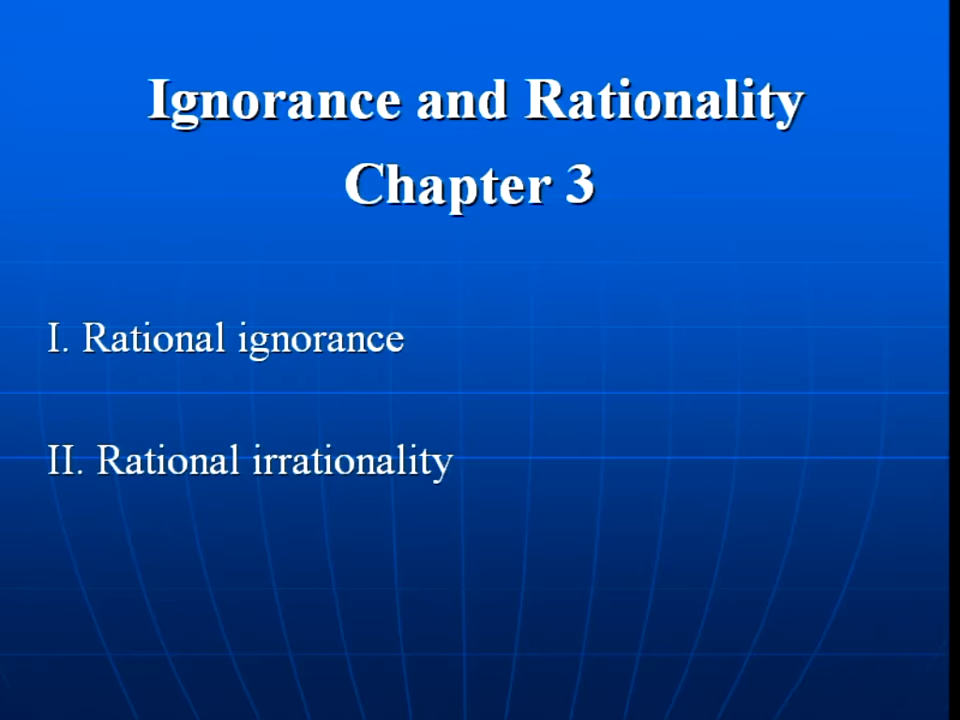 Ignorance and Rationality
Chapter 3
I. Rational ignorance
II. Rational irrationality